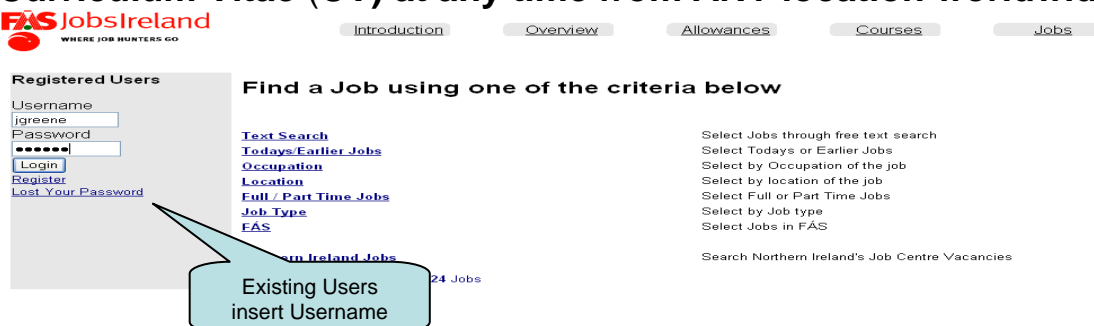 FÁS JobsIreland
WHERE JOB HUNTERS GO
Introduction Overview Allowances Courses Jobs
Registered Users
Username
jgreene
Password
●●●●●●
Login
Register
Lost Your Password
Find a Job using one of the criteria below
Text Search Select Jobs through free text search
Todays/Earlier Jobs Select Todays or Earlier Jobs
Occupation Select by Occupation of the job
Location Select by location of the job
Full / Part Time Jobs Select Full or Part Time Jobs
Job Type Select by Job type
FÁS Select Jobs in FÁS
Ireland Jobs Search Northern Ireland's Job Centre Vacancies
24 Jobs
Existing Users
insert Username